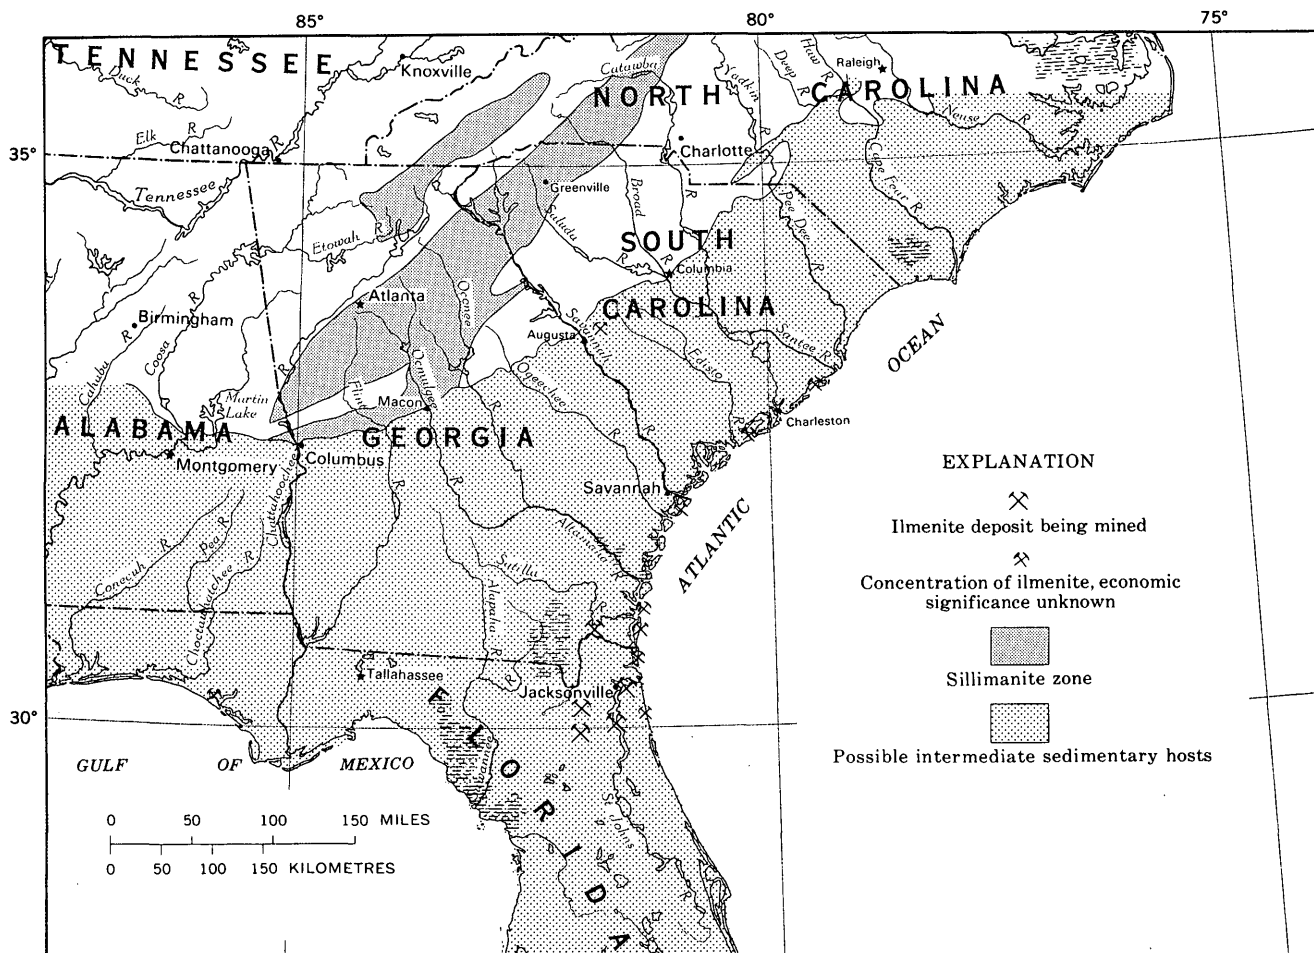 85°
80°
75°
TENNESSEE
Duck
R
Knoxville
Catawba
Yadkin
R
Deep
R
Haw R
Raleigh
NORTH
CAROLINA
Neuse
R
Elk
R
Chattanooga
R
35°
Charlotte
R
Cape Fear R
Tennessee
Greenville
Broad
R
Pee Dee
R
Saluda
R
Etowah
R
SOUTH
Columbia
CAROLINA
Atlanta
Oconee
Birmingham
R
Cahaba
R
Coosa
R
Augusta
Savannah
Edisto
R
Santee R
OCEAN
Martin
Lake
R
Flint
Ocmulgee
Macon
Ogeechee
R
Charleston
ALABAMA
GEORGIA
Montgomery
Columbus
Chattahoochee
R
R
Savannah
ATLANTIC
Altamaha
R
Satilla
R
Conecuh
R
Pea
R
Choctawhatchee
R
Alapaha
R
Tallahassee
R
Jacksonville
30°
FLORIDA
Suwannee
St Johns
R
GULF OF MEXICO
0 50 100 150 MILES
0 50 100 150 KILOMETRES
EXPLANATION
Ilmenite deposit being mined
Concentration of ilmenite, economic
significance unknown
Sillimanite zone
Possible intermediate sedimentary hosts